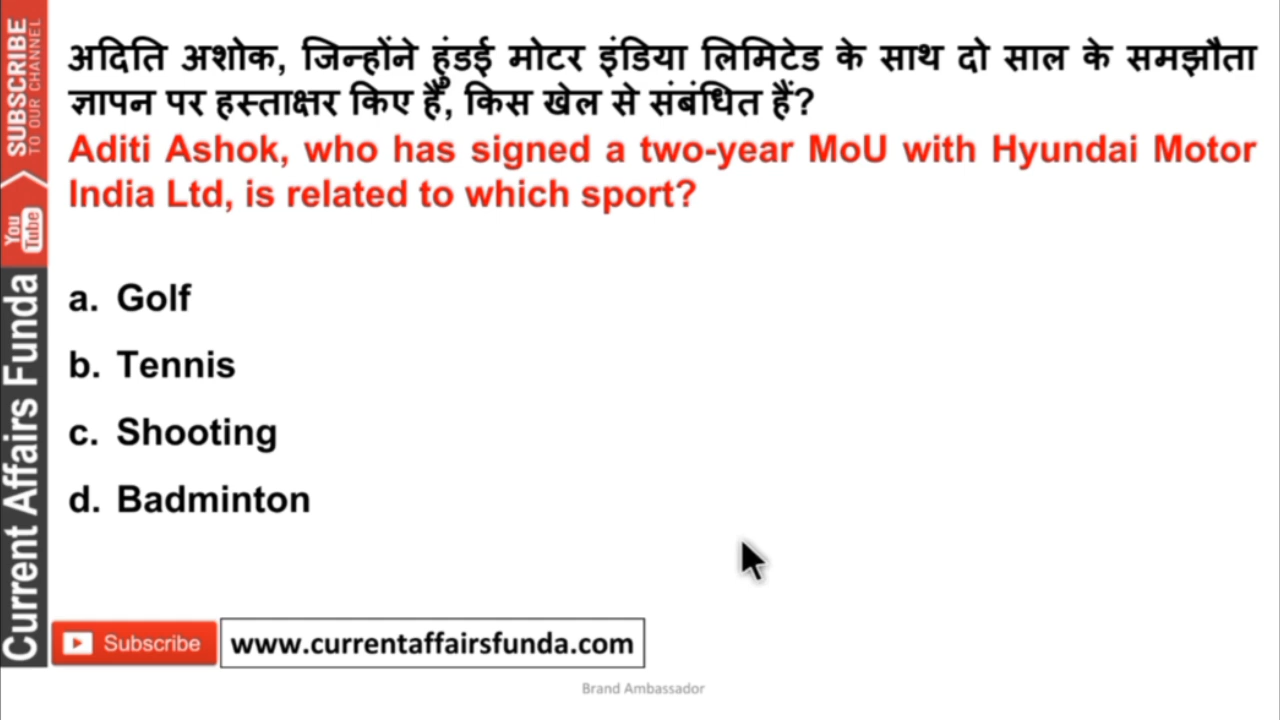 अदिति अशोक, जिन्होंने हुंडई मोटर इंडिया लिमिटेड के साथ दो साल के समझौता
ज्ञापन पर हस्ताक्षर किए हैं, किस खेल से संबंधित हैं?
Aditi Ashok, who has signed a two-year MoU with Hyundai Motor
India Ltd, is related to which sport?
a. Golf
b. Tennis
c. Shooting
d. Badminton
SUBSCRIBE
TO OUR CHANNEL
You
Tube
Current Affairs Funda
Subscribe
www.currentaffairsfunda.com
Brand Ambassador